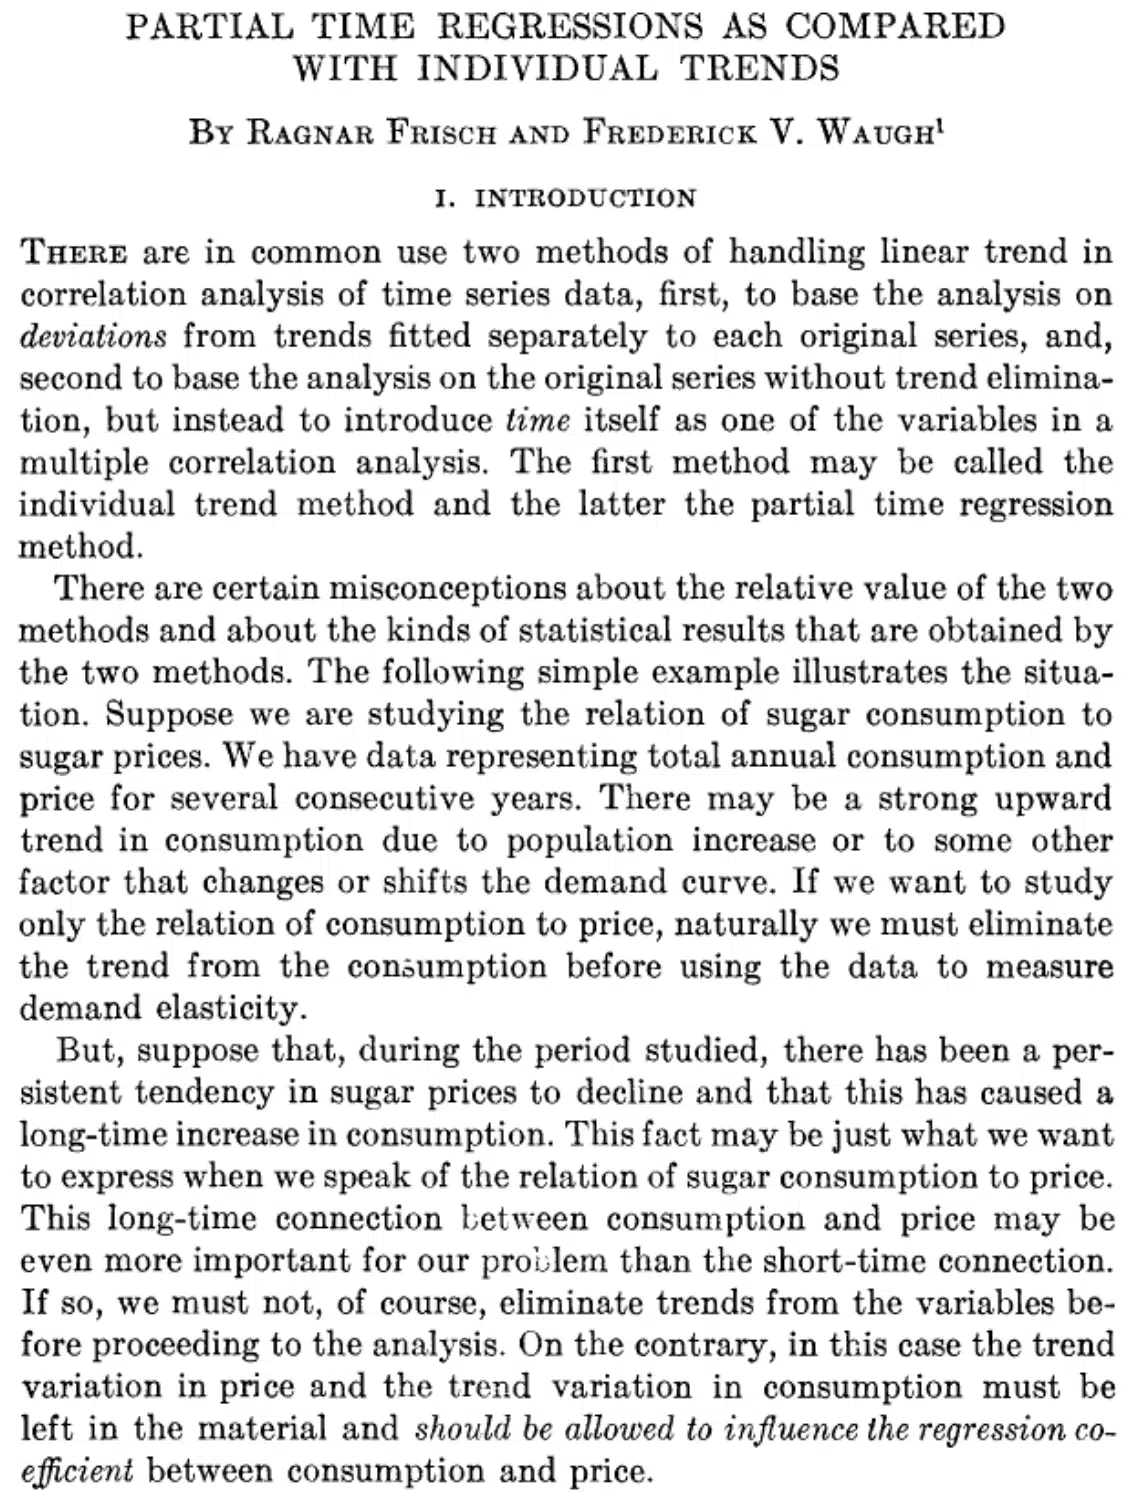 PARTIAL TIME REGRESSIONS AS COMPARED
WITH INDIVIDUAL TRENDS
By Ragnar Frisch and Frederick V. Waugh¹
I. INTRODUCTION
There are in common use two methods of handling linear trend in
correlation analysis of time series data, first, to base the analysis on
deviations from trends fitted separately to each original series, and,
second to base the analysis on the original series without trend elimina-
tion, but instead to introduce time itself as one of the variables in a
multiple correlation analysis. The first method may be called the
individual trend method and the latter the partial time regression
method.
There are certain misconceptions about the relative value of the two
methods and about the kinds of statistical results that are obtained by
the two methods. The following simple example illustrates the situa-
tion. Suppose we are studying the relation of sugar consumption to
sugar prices. We have data representing total annual consumption and
price for several consecutive years. There may be a strong upward
trend in consumption due to population increase or to some other
factor that changes or shifts the demand curve. If we want to study
only the relation of consumption to price, naturally we must eliminate
the trend from the consumption before using the data to measure
demand elasticity.
But, suppose that, during the period studied, there has been a per-
sistent tendency in sugar prices to decline and that this has caused a
long-time increase in consumption. This fact may be just what we want
to express when we speak of the relation of sugar consumption to price.
This long-time connection between consumption and price may be
even more important for our problem than the short-time connection.
If so, we must not, of course, eliminate trends from the variables be-
fore proceeding to the analysis. On the contrary, in this case the trend
variation in price and the trend variation in consumption must be
left in the material and should be allowed to influence the regression co-
efficient between consumption and price.